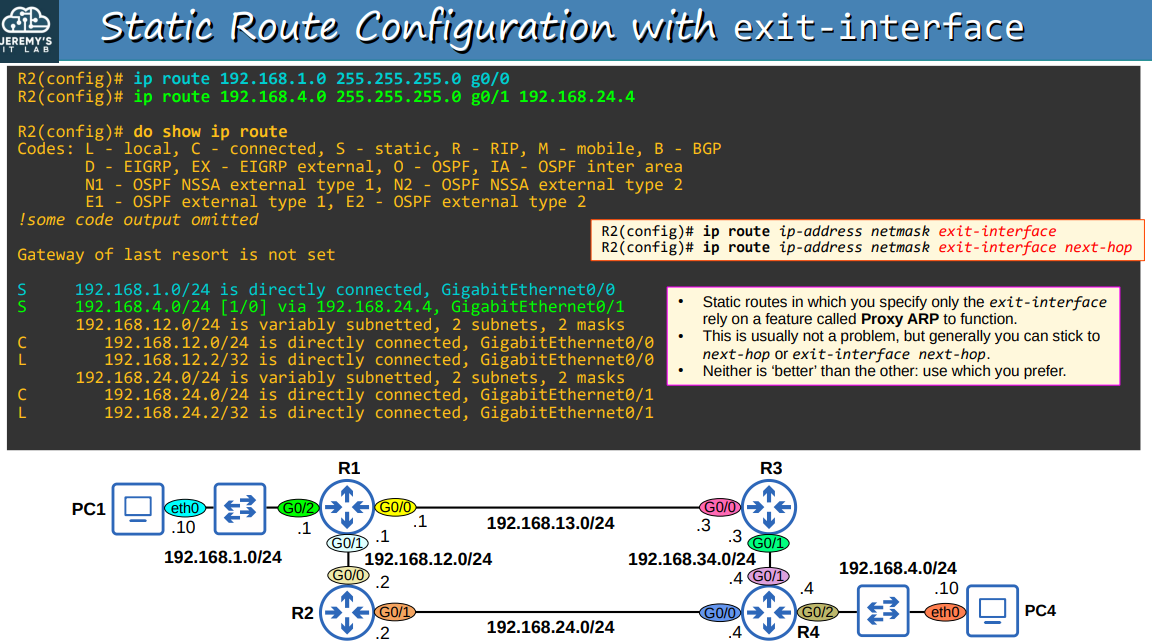 JEREMY'S
IT LAB
Static Route Configuration with exit-interface
R2(config)# ip route 192.168.1.0 255.255.255.0 g0/0
R2(config)# ip route 192.168.4.0 255.255.255.0 g0/1 192.168.24.4
R2(config)# do show ip route
Codes: L - local, C - connected, S - static, R - RIP, M - mobile, B - BGP
D - EIGRP, EX - EIGRP external, O - OSPF, IA - OSPF inter area
N1 - OSPF NSSA external type 1, N2 - OSPF NSSA external type 2
E1 - OSPF external type 1, E2 - OSPF external type 2
!some code output omitted
R2(config)# ip route ip-address netmask exit-interface
R2(config)# ip route ip-address netmask exit-interface next-hop
Gateway of last resort is not set
S 192.168.1.0/24 is directly connected, GigabitEthernet0/0
S 192.168.4.0/24 [1/0] via 192.168.24.4, GigabitEthernet0/1
192.168.12.0/24 is variably subnetted, 2 subnets, 2 masks
C 192.168.12.0/24 is directly connected, GigabitEthernet0/0
L 192.168.12.2/32 is directly connected, GigabitEthernet0/0
192.168.24.0/24 is variably subnetted, 2 subnets, 2 masks
C 192.168.24.0/24 is directly connected, GigabitEthernet0/1
L 192.168.24.2/32 is directly connected, GigabitEthernet0/1
• Static routes in which you specify only the exit-interface
rely on a feature called Proxy ARP to function.
• This is usually not a problem, but generally you can stick to
next-hop or exit-interface next-hop.
• Neither is ‘better’ than the other: use which you prefer.
R1
R3
PC1
eth0
G0/2
G0/0
G0/0
.10
.1
.1
192.168.13.0/24
.3
.1
.3
G0/1
G0/1
192.168.1.0/24
192.168.12.0/24
192.168.34.0/24
192.168.4.0/24
G0/0
.2
.4
G0/1
.4
.10
R2
G0/1
G0/0
G0/2
eth0
PC4
.2
192.168.24.0/24
.4
R4